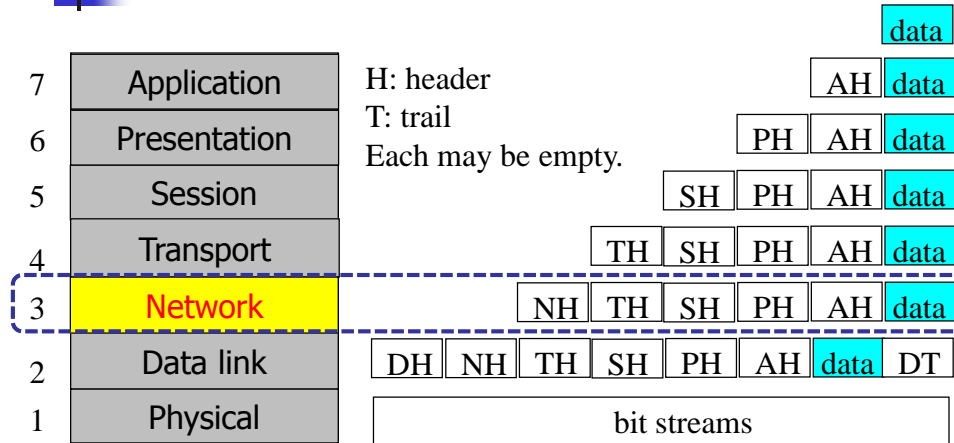 data
7 Application H: header AH data
T: trail
6 Presentation Each may be empty. PH AH data
5 Session SH PH AH data
4 Transport TH SH PH AH data
3 Network NH TH SH PH AH data
2 Data link DH NH TH SH PH AH data DT
1 Physical bit streams